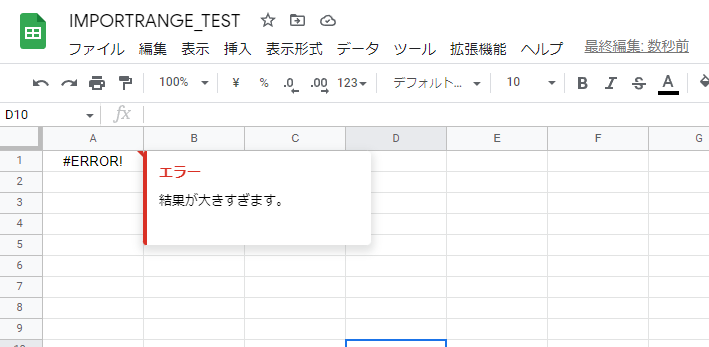 IMPORTRANGE_TEST
ファイル 編集 表示 挿入 表示形式 データ ツール 拡張機能 ヘルプ 最終編集: 数秒前
100% ¥ % .0 .00 123 デフォルト... 10 B I S A
D10 fx
A B C D E F G
1 #ERROR!
エラー
2
結果が大きすぎます。
3
4
5
6
7
8
9
10